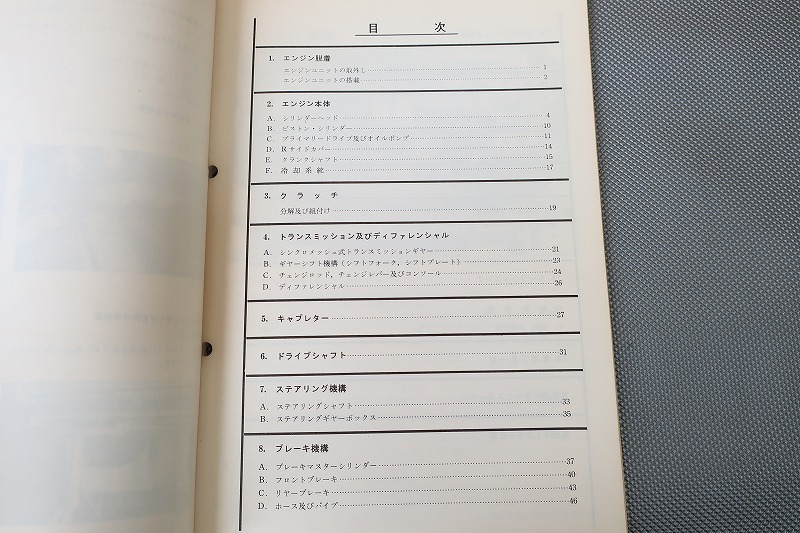 目 次
1. エンジン脱着
エンジンユニットの取外し 1
エンジンユニットの搭載 2
2. エンジン本体
A. シリンダーヘッド 4
B. ピストン・シリンダー 10
C. プライマリードライブ及びオイルポンプ 11
D. Rサイドカバー 14
E. クランクシャフト 15
F. 冷却系統 17
3. クラッチ
分解及び組付け 19
4. トランスミッション及びディファレンシャル
A. シンクロメッシュ式トランスミッションギヤー 21
B. ギヤーシフト機構(シフトフォーク, シフトプレート) 23
C. チェンジロッド, チェンジレバー及びコンソール 24
D. ディファレンシャル 26
5. キャブレター 27
6. ドライブシャフト 31
7. ステアリング機構
A. ステアリングシャフト 33
B. ステアリングギヤーボックス 35
8. ブレーキ機構
A. ブレーキマスターシリンダー 37
B. フロントブレーキ 40
C. リヤーブレーキ 43
D. ホース及びパイプ 46